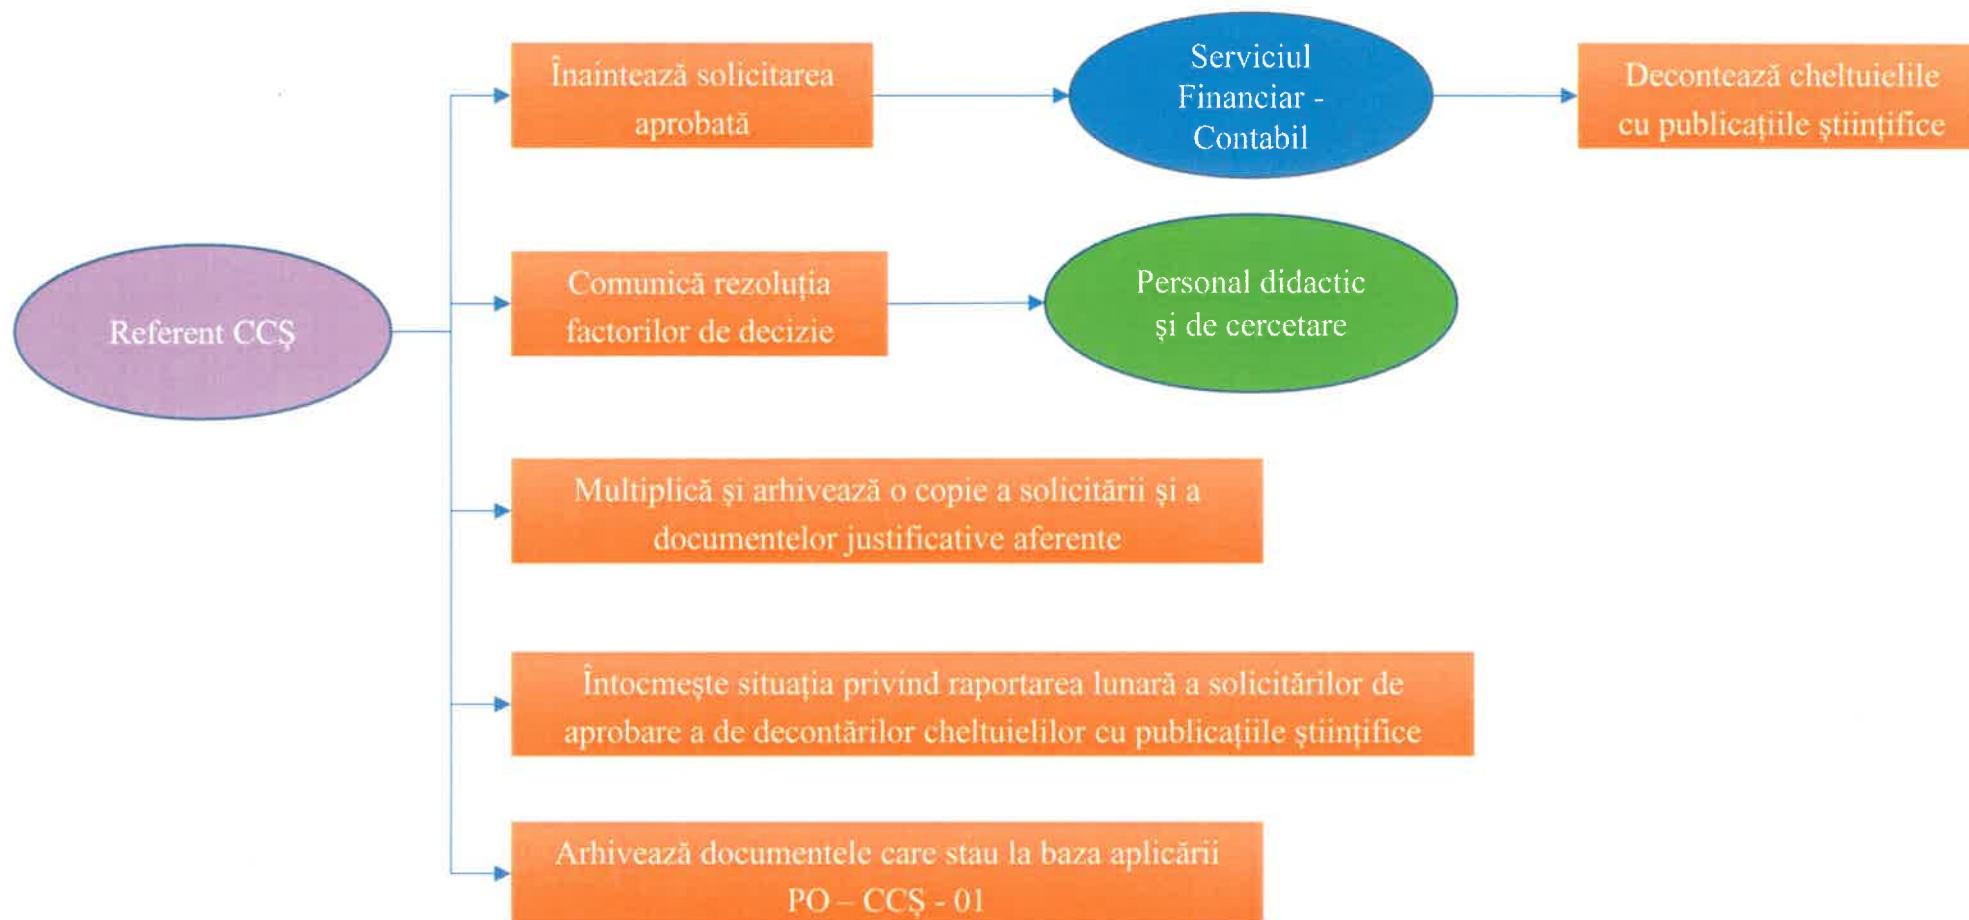 Înaintează solicitarea
aprobată
Serviciul
Financiar -
Contabil
Decontează cheltuielile
cu publicațiile științifice
Referent CCȘ
Comunică rezoluția
factorilor de decizie
Personal didactic
și de cercetare
Multiplică și arhivează o copie a solicitării și a
documentelor justificative aferente
Întocmește situația privind raportarea lunară a solicitărilor de
aprobare a de decontărilor cheltuielilor cu publicațiile științifice
Arhivează documentele care stau la baza aplicării
PO – CCȘ - 01